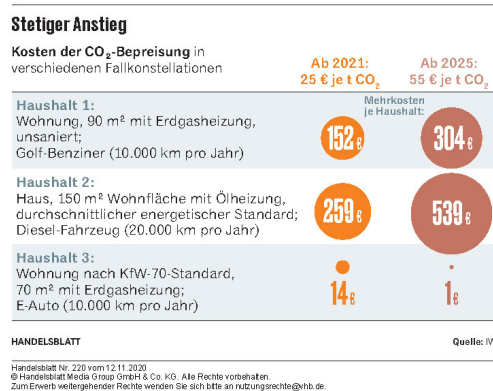 Stetiger Anstieg
Kosten der CO₂-Bepreisung in
verschiedenen Fallkonstellationen
Ab 2021:
25 € je t CO₂
Ab 2025:
55 € je t CO₂
Mehrkosten
je Haushalt:
Haushalt 1:
Wohnung, 90 m² mit Erdgasheizung,
unsaniert;
Golf-Benziner (10.000 km pro Jahr)
152 €
304 €
Haushalt 2:
Haus, 150 m² Wohnfläche mit Ölheizung,
durchschnittlicher energetischer Standard;
Diesel-Fahrzeug (20.000 km pro Jahr)
259 €
539 €
Haushalt 3:
Wohnung nach KfW-70-Standard,
70 m² mit Erdgasheizung;
E-Auto (10.000 km pro Jahr)
14 €
1 €
HANDELSBLATT
Quelle: IW
Handelsblatt Nr. 220 vom 12.11.2020
© Handelsblatt Media Group GmbH & Co. KG. Alle Rechte vorbehalten.
Zum Erwerb weitergehender Rechte wenden Sie sich bitte an nutzungsrechte@vhb.de.